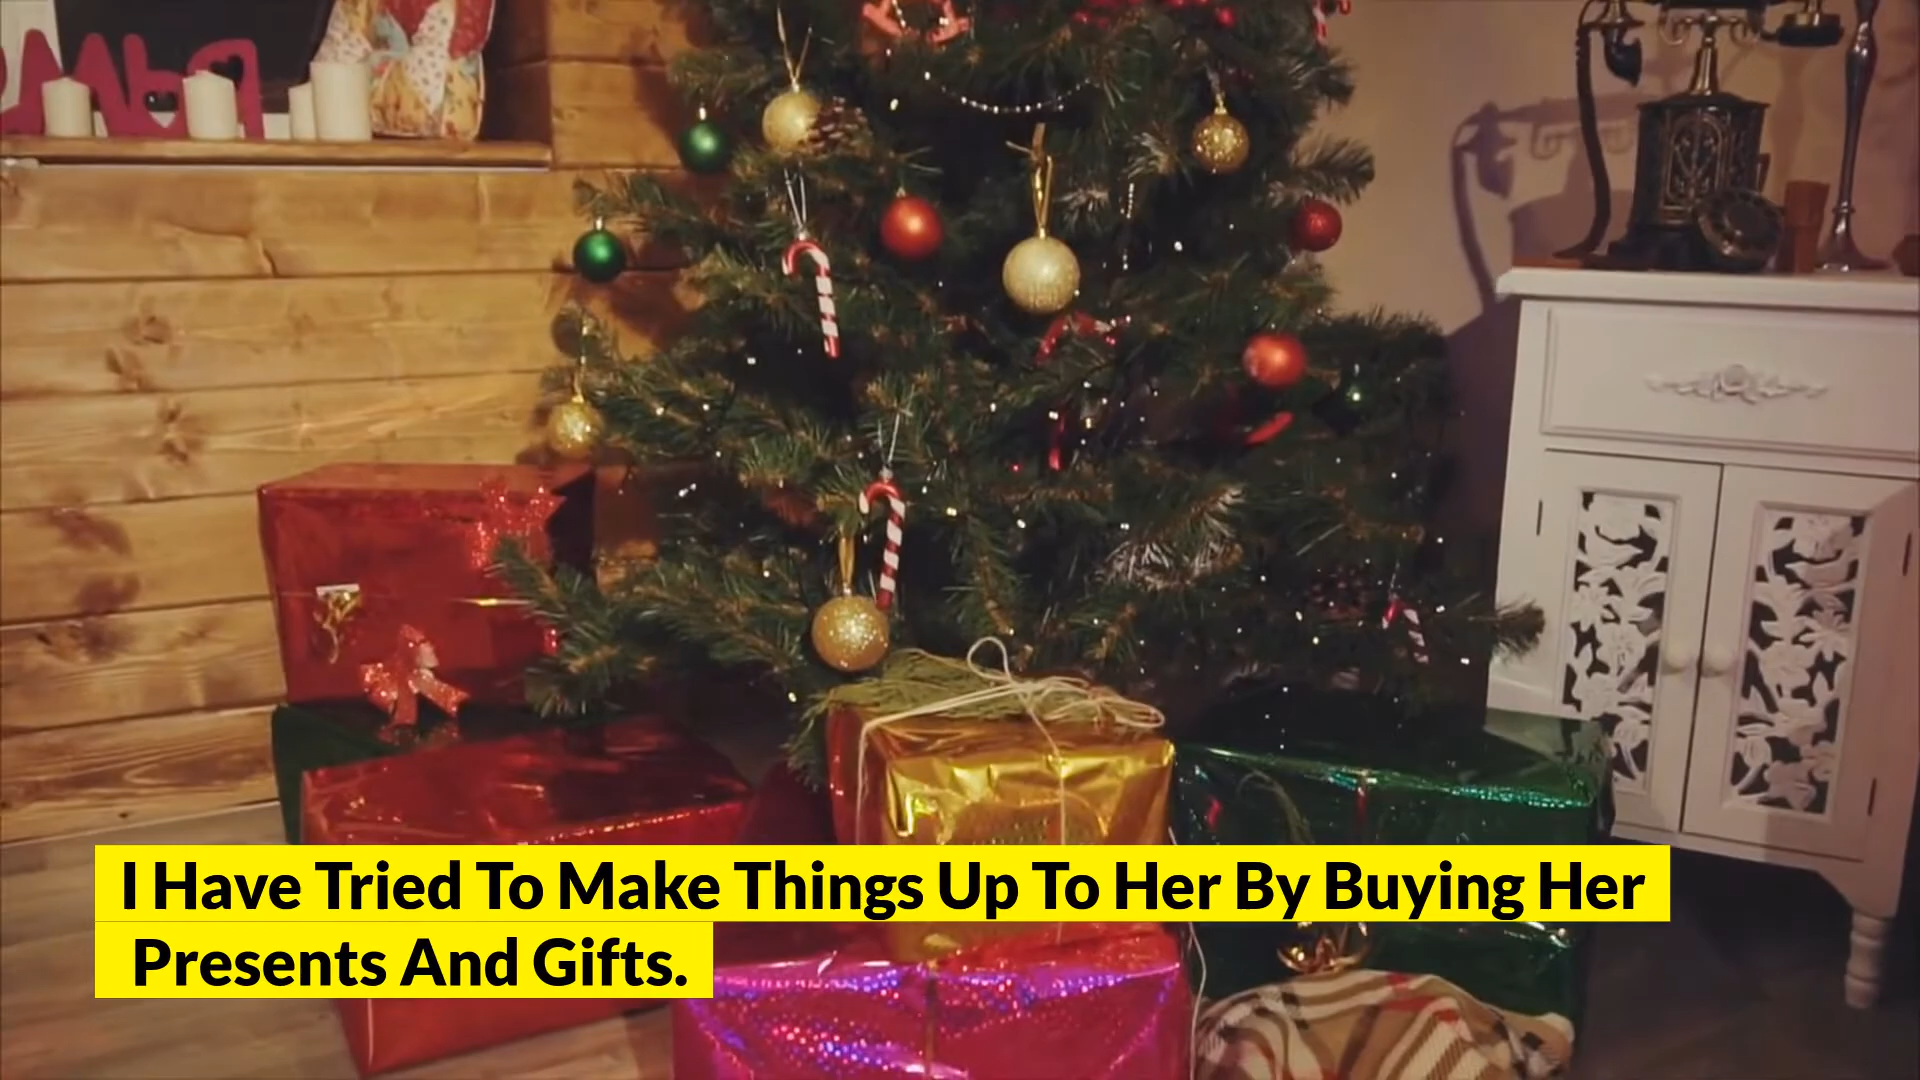 I Have Tried To Make Things Up To Her By Buying Her
Presents And Gifts.